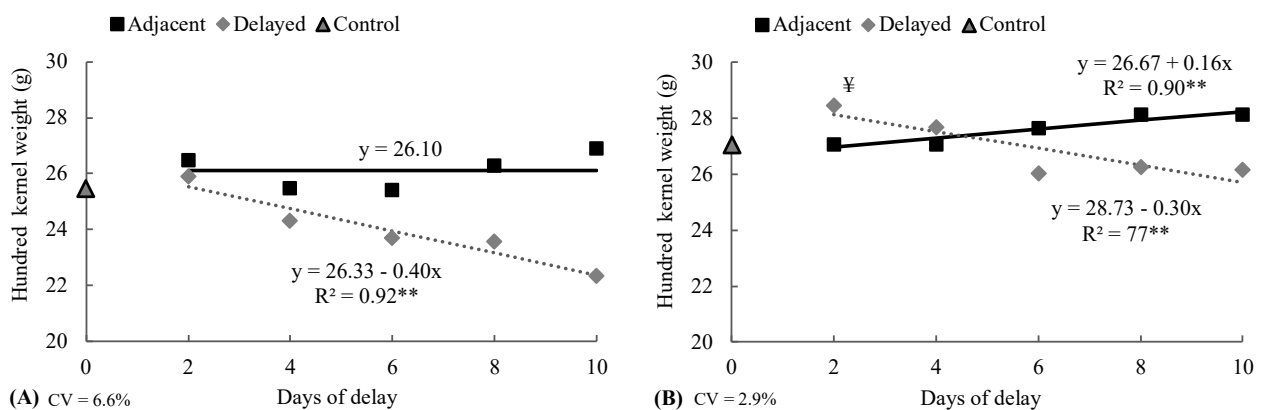 Adjacent Delayed Control
30
28
26
24
22
20
Hundred kernel weight (g)
y = 26.10
y = 26.33 - 0.40x
R² = 0.92**
0 2 4 6 8 10
Days of delay
(A) CV = 6.6%
Adjacent Delayed Control
30
28
26
24
22
20
Hundred kernel weight (g)
¥
y = 26.67 + 0.16x
R² = 0.90**
y = 28.73 - 0.30x
R² = 77**
0 2 4 6 8 10
Days of delay
(B) CV = 2.9%